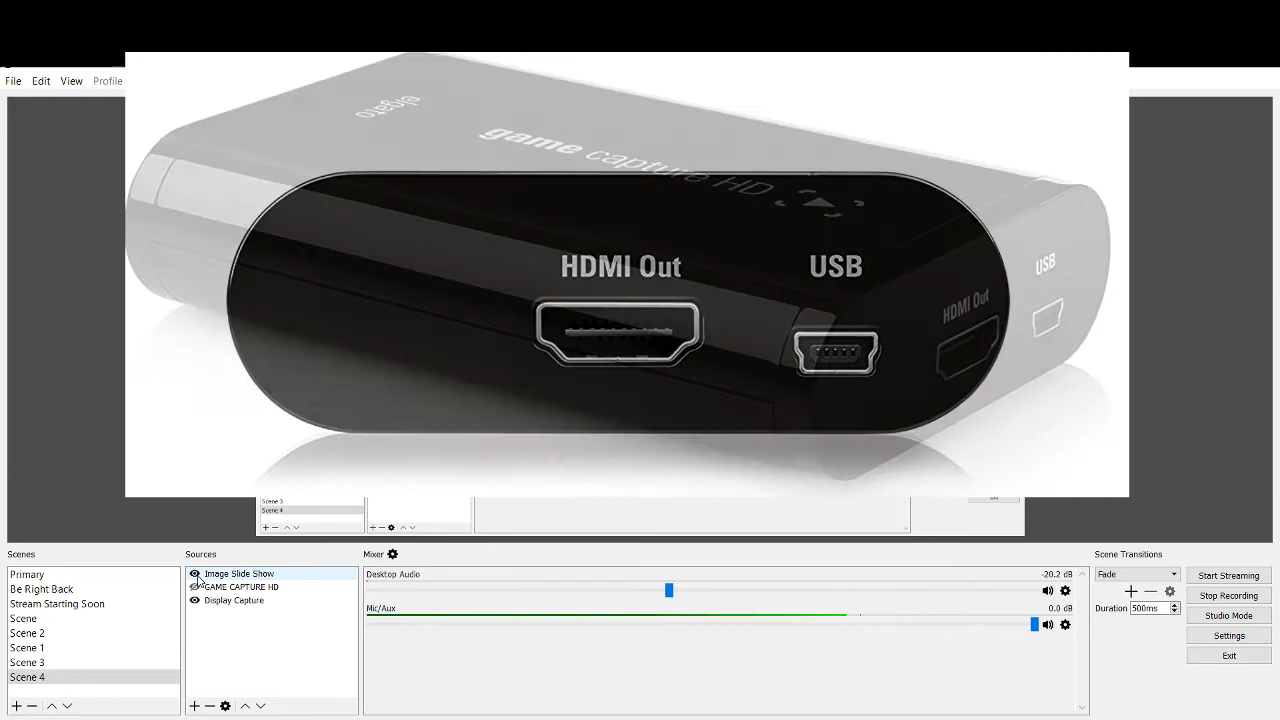 File Edit View Profile
elgato
game capture HD
HDMI Out USB
HDMI Out USB
Scene 3
Scene 4
Scenes
Primary
Be Right Back
Stream Starting Soon
Scene
Scene 2
Scene 1
Scene 3
Scene 4
Sources
Image Slide Show
GAME CAPTURE HD
Display Capture
Mixer
Desktop Audio -20.2 dB
Mic/Aux 0.0 dB
Scene Transitions
Fade
Duration 500ms
Start Streaming
Stop Recording
Studio Mode
Settings
Exit